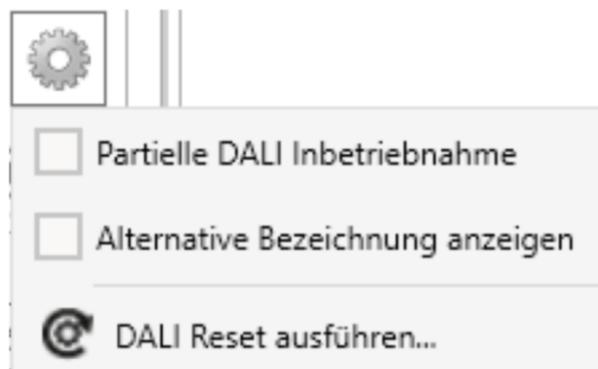 Partielle DALI Inbetriebnahme
Alternative Bezeichnung anzeigen
DALI Reset ausführen...